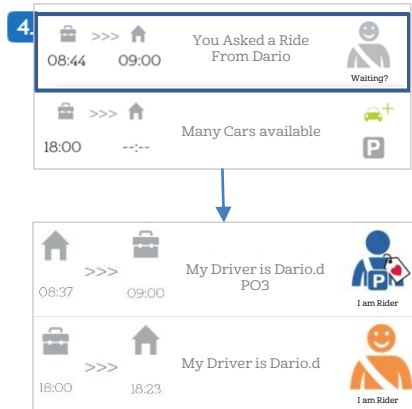 4.
>>>
08:44 09:00
You Asked a Ride
From Dario
Waiting?
>>>
18:00 --:--
Many Cars available
P
>>>
08:37 09:00
My Driver is Dario.d
PO3
P
I am Rider
>>>
18:00 18:23
My Driver is Dario.d
I am Rider